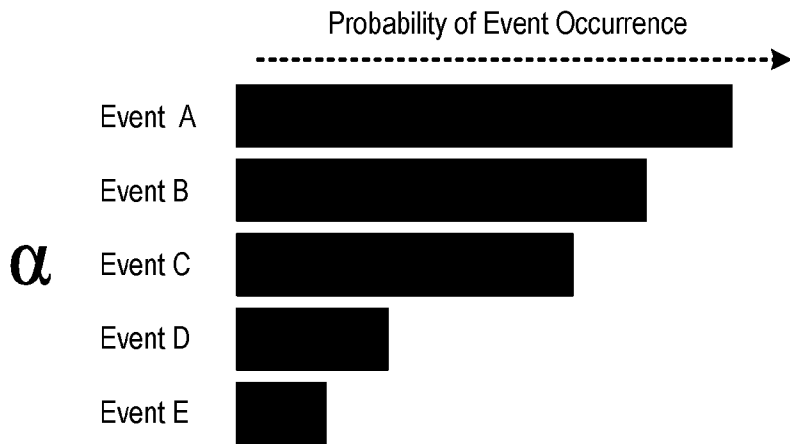 Probability of Event Occurrence
Event A
Event B
α
Event C
Event D
Event E